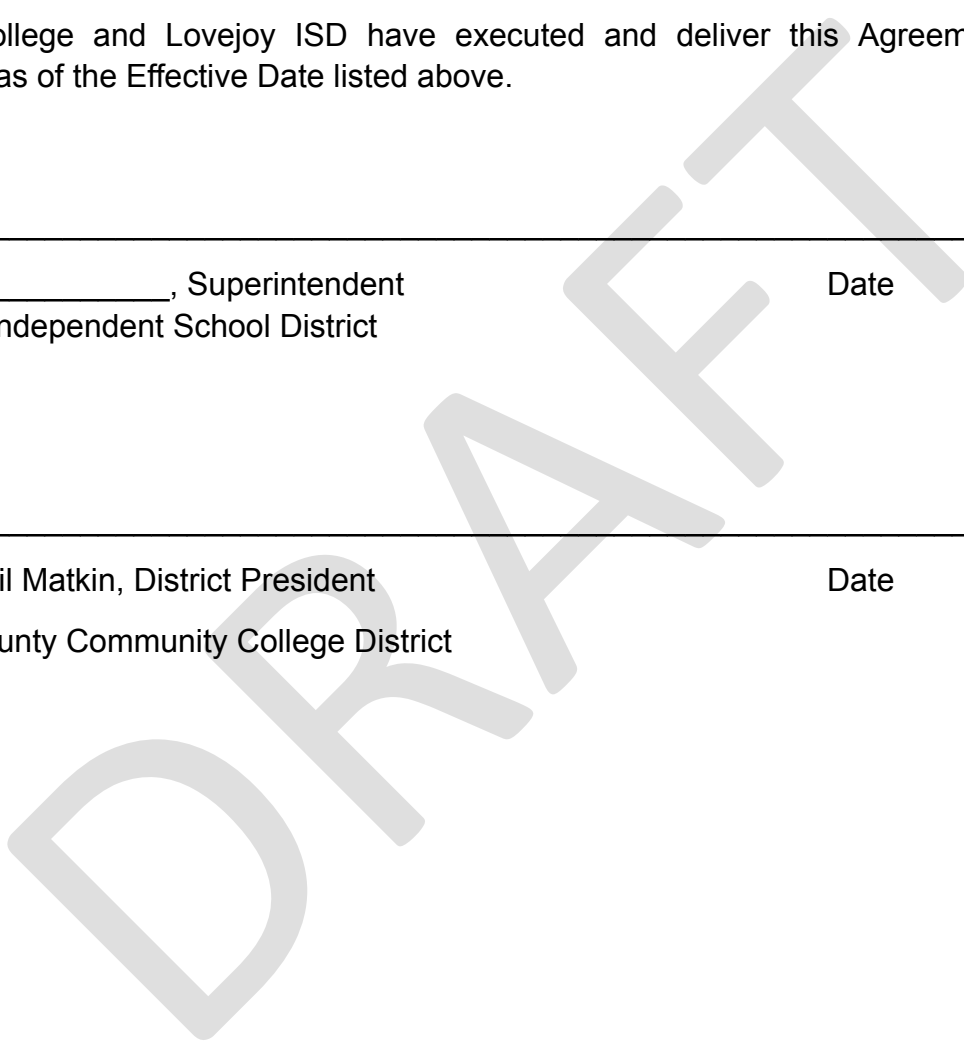 ollege and Lovejoy ISD have executed and deliver this Agreem
as of the Effective Date listed above.
__________, Superintendent Date
ndependent School District
il Matkin, District President Date
unty Community College District
DRAFT